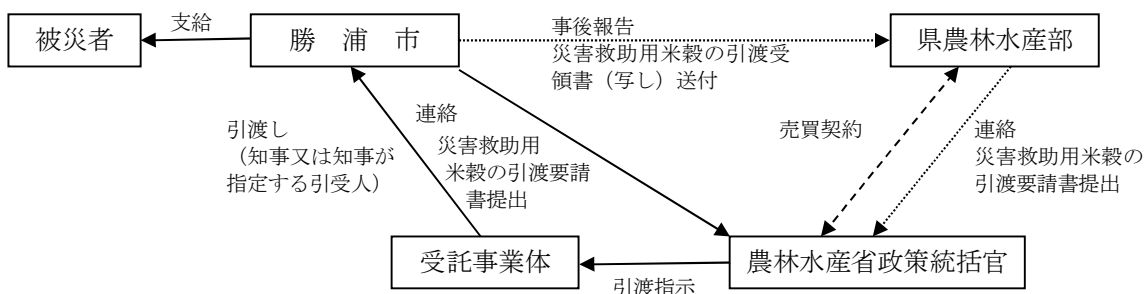 支給
被災者
勝　浦　市
事後報告
災害救助用米穀の引渡受
領書（写し）送付
県農林水産部
引渡し
（知事又は知事が
指定する引受人）
連絡
災害救助用
米穀の引渡要請
書提出
売買契約
連絡
災害救助用米穀の
引渡要請書提出
受託事業体
引渡指示
農林水産省政策統括官